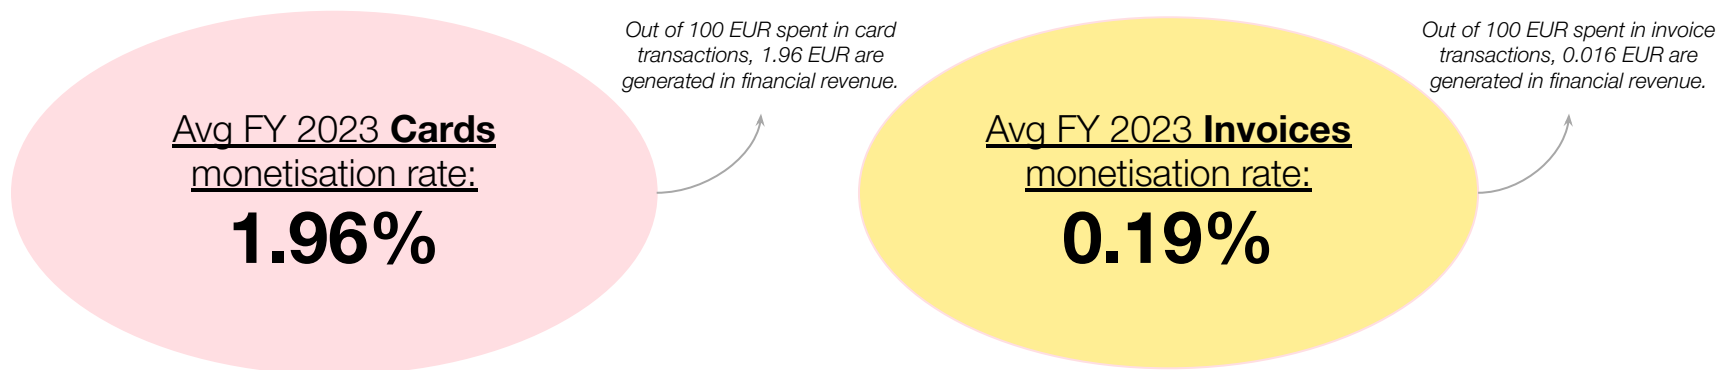 Out of 100 EUR spent in card
transactions, 1.96 EUR are
generated in financial revenue.
Avg FY 2023 Cards
monetisation rate:
1.96%
Out of 100 EUR spent in invoice
transactions, 0.016 EUR are
generated in financial revenue.
Avg FY 2023 Invoices
monetisation rate:
0.19%